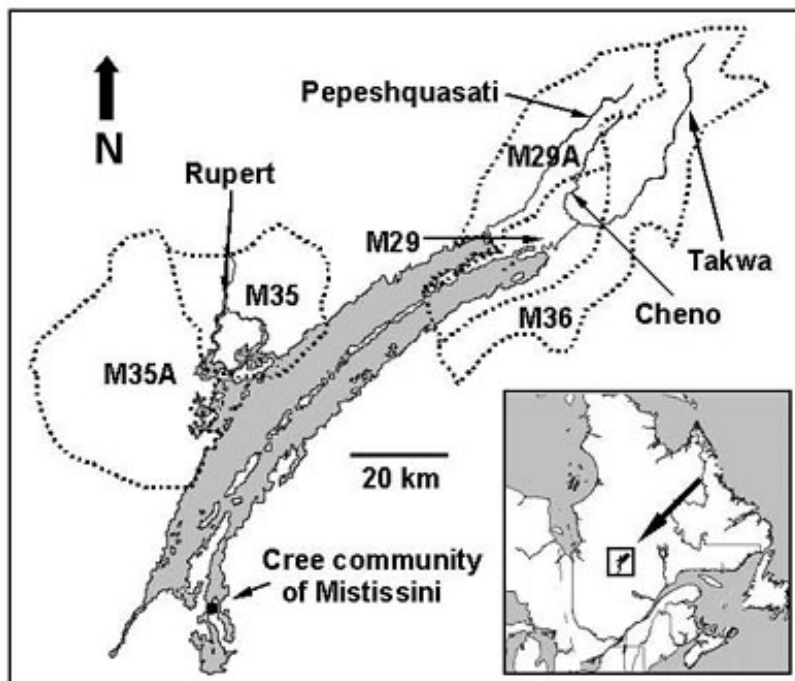 Pepeshquasati
N
M29A
Rupert
M29
Takwa
M35
Cheno
M36
M35A
20 km
Cree community
of Mistissini